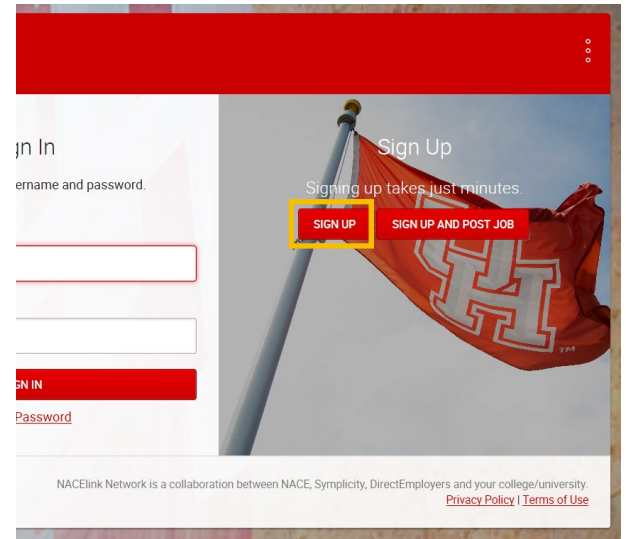 gn In
ername and password.
GN IN
Password
Sign Up
Signing up takes just minutes.
SIGN UP
SIGN UP AND POST JOB
UH
TM
NACElink Network is a collaboration between NACE, Symplicity, DirectEmployers and your college/university.
Privacy Policy | Terms of Use